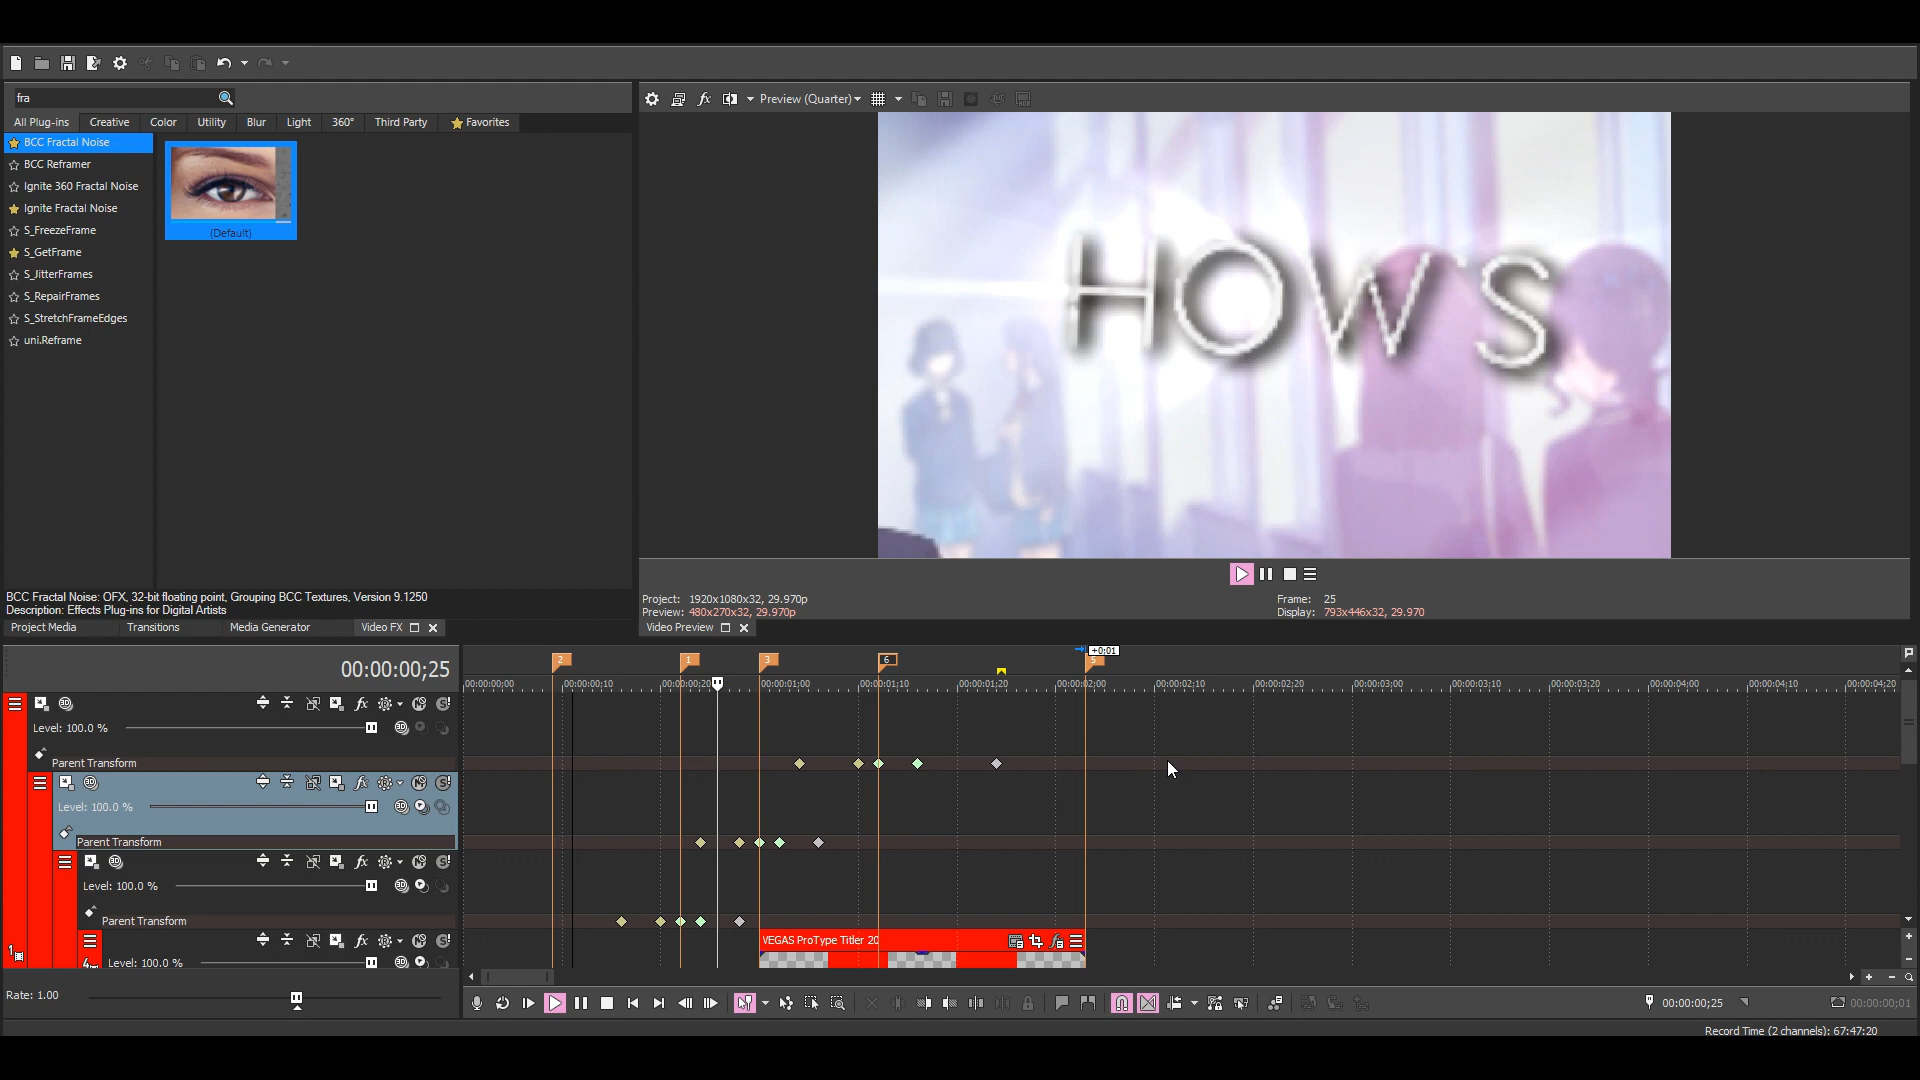 fra
Preview (Quarter)
All Plug-ins Creative Color Utility Blur Light 360° Third Party Favorites
BCC Fractal Noise
BCC Reframer
Ignite 360 Fractal Noise
Ignite Fractal Noise
S_FreezeFrame
S_GetFrame
S_JitterFrames
S_RepairFrames
S_StretchFrameEdges
uni.Reframe
(Default)
HOW'S
BCC Fractal Noise: OFX, 32-bit floating point, Grouping BCC Textures, Version 9.1250
Description: Effects Plug-ins for Digital Artists
Project: 1920x1080x32, 29.970p
Preview: 480x270x32, 29.970p
Frame: 25
Display: 793x446x32, 29.970
Project Media Transitions Media Generator Video FX
Video Preview
00:00:00;25
2 1 3 6 5
+0:01
00:00:00;00 00:00:00;10 00:00:00;20 00:00:01;00 00:00:01;10 00:00:01;20 00:00:02;00 00:00:02;10 00:00:02;20 00:00:03;00 00:00:03;10 00:00:03;20 00:00:04;00 00:00:04;10 00:00:04;20
Level: 100.0 %
Parent Transform
Level: 100.0 %
Parent Transform
Level: 100.0 %
Parent Transform
VEGAS ProType Titler 20
1
4
Level: 100.0 %
Rate: 1.00
00:00:00;25
00:00:00;01
Record Time (2 channels): 67:47:20